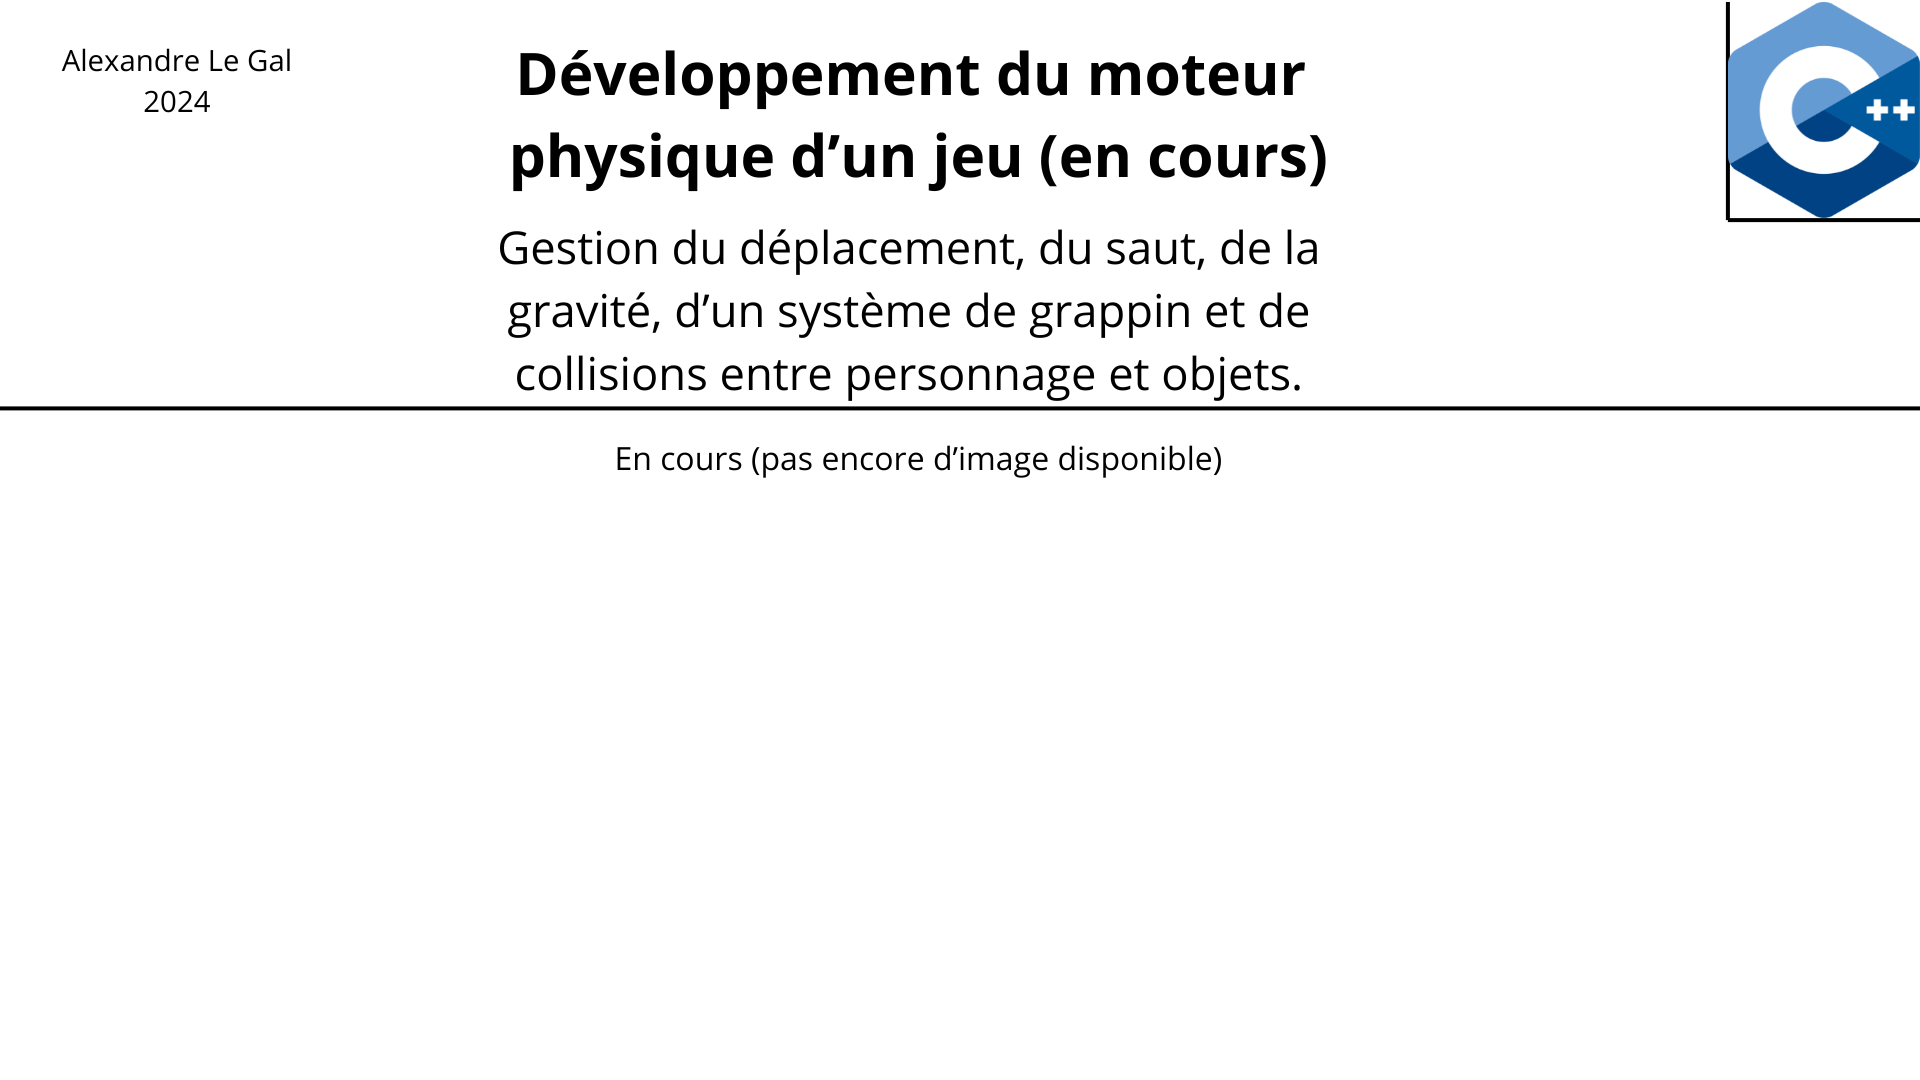 Alexandre Le Gal
2024
Développement du moteur
physique d’un jeu (en cours)
C++
Gestion du déplacement, du saut, de la
gravité, d’un système de grappin et de
collisions entre personnage et objets.
En cours (pas encore d’image disponible)